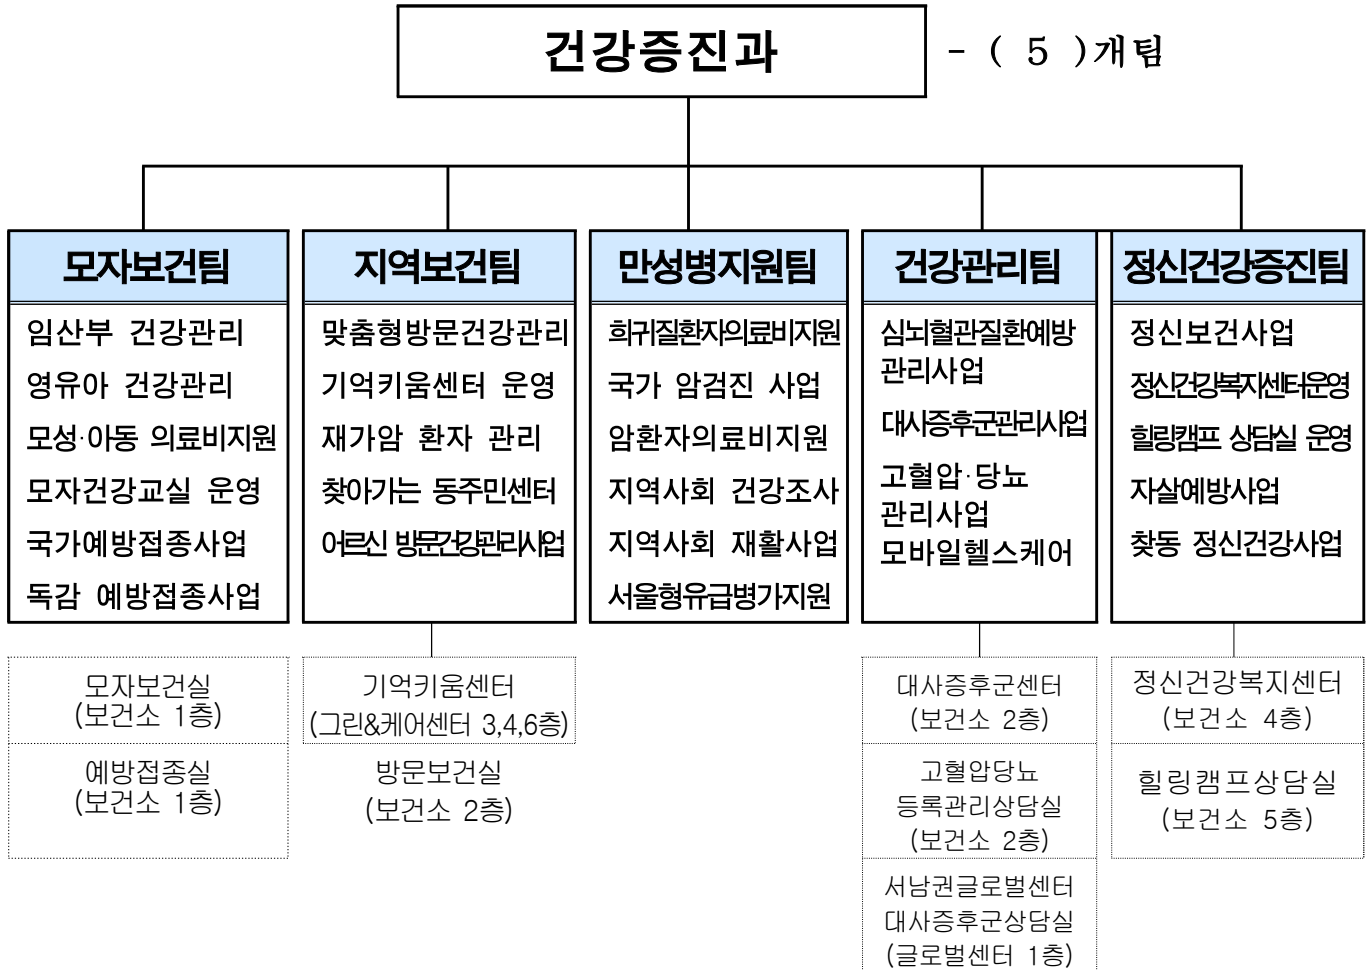 건강증진과
- ( 5 )개팀
모자보건팀
임산부 건강관리
영유아 건강관리
모성·아동 의료비지원
모자건강교실 운영
국가예방접종사업
독감 예방접종사업
모자보건실
(보건소 1층)
예방접종실
(보건소 1층)
지역보건팀
맞춤형방문건강관리
기억키움센터 운영
재가암 환자 관리
찾아가는 동주민센터
어르신 방문건강관리사업
기억키움센터
(그린&케어센터 3,4,6층)
방문보건실
(보건소 2층)
만성병지원팀
희귀질환자의료비지원
국가 암검진 사업
암환자의료비지원
지역사회 건강조사
지역사회 재활사업
서울형유급병가지원
건강관리팀
심뇌혈관질환예방
관리사업
대사증후군관리사업
고혈압·당뇨
관리사업
모바일헬스케어
대사증후군센터
(보건소 2층)
고혈압당뇨
등록관리상담실
(보건소 2층)
서남권글로벌센터
대사증후군상담실
(글로벌센터 1층)
정신건강증진팀
정신보건사업
정신건강복지센터운영
힐링캠프 상담실 운영
자살예방사업
찾동 정신건강사업
정신건강복지센터
(보건소 4층)
힐링캠프상담실
(보건소 5층)